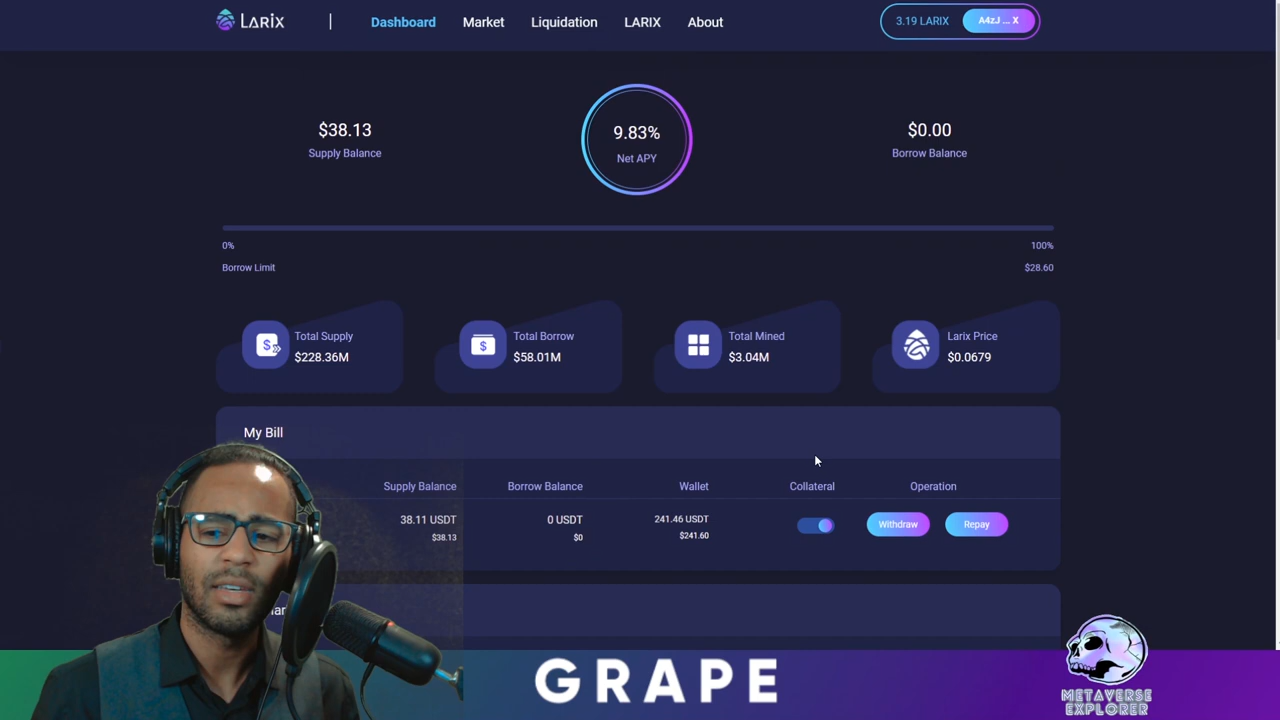 LARIX | Dashboard Market Liquidation LARIX About 3.19 LARIX A4zJ ... X
$38.13 9.83% $0.00
Supply Balance Net APY Borrow Balance
0% 100%
Borrow Limit $28.60
Total Supply Total Borrow Total Mined Larix Price
$228.36M $58.01M $3.04M $0.0679
My Bill
Supply Balance Borrow Balance Wallet Collateral Operation
38.11 USDT 0 USDT 241.46 USDT Withdraw Repay
$38.13 $0 $241.60
GRAPE
METAVERSE
EXPLORER